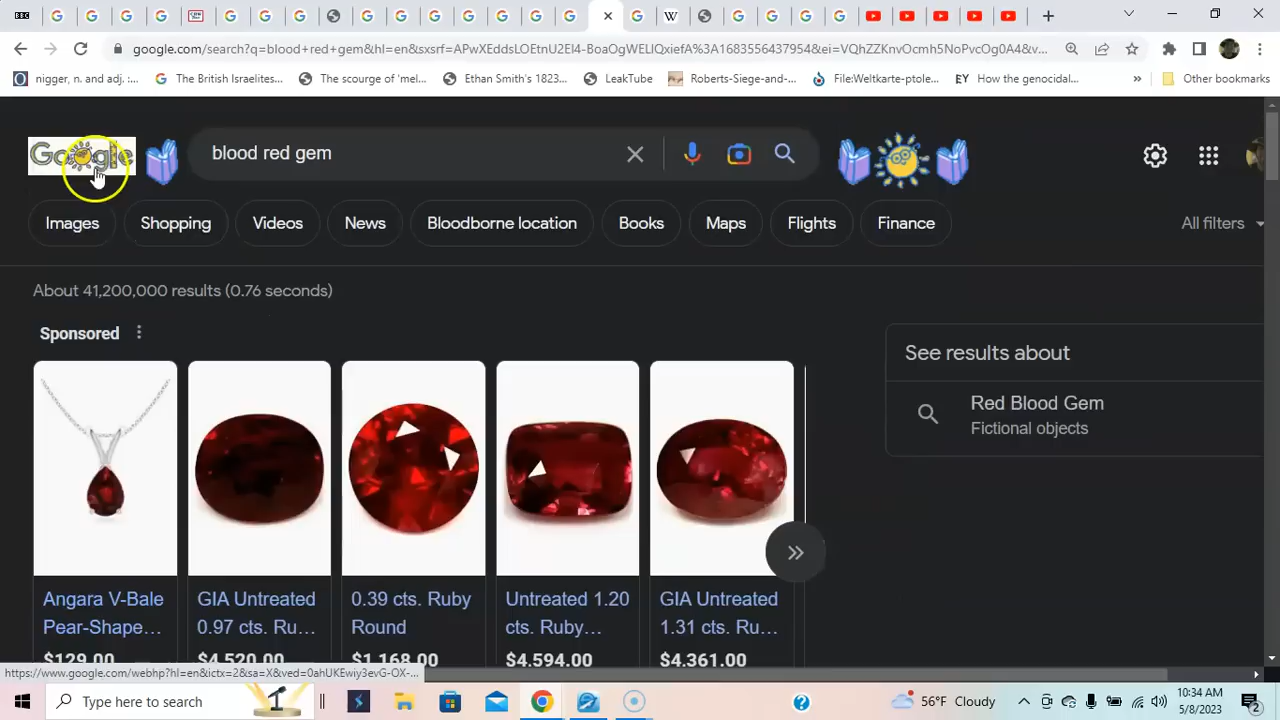 google.com/search?q=blood+red+gem&hl=en&sxsrf=APwXEddsLOEtnU2El4-BoaOgWELlQxiefA%3A1683556437954&ei=VQhZZKnvOcmh5NoPvcOg0A4&v...
nigger, n. and adj. :... The British Israelites... The scourge of 'mel... Ethan Smith's 1823... LeakTube Roberts-Siege-and-... File:Weltkarte-ptole... EY How the genocidal... » Other bookmarks
Google blood red gem
Images Shopping Videos News Bloodborne location Books Maps Flights Finance All filters
About 41,200,000 results (0.76 seconds)
Sponsored
See results about
Red Blood Gem
Fictional objects
Angara V-Bale Pear-Shape... GIA Untreated 0.97 cts. Ru... 0.39 cts. Ruby Round Untreated 1.20 cts. Ruby... GIA Untreated 1.31 cts. Ru...
$129.00 $4,520.00 $1,168.00 $4,594.00 $4,361.00
https://www.google.com/webhp?hl=en&ictx=2&sa=X&ved=0ahUKEwiy3evG-OX-...
Type here to search 56°F Cloudy 10:34 AM
5/8/2023 2